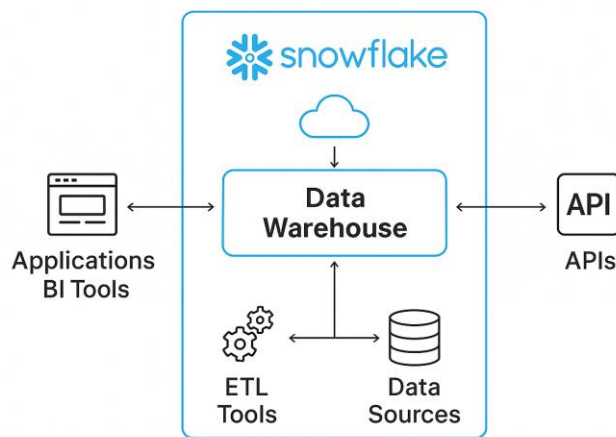 snowflake
Data
Warehouse
Applications
BI Tools
API
APIs
ETL
Tools
Data
Sources